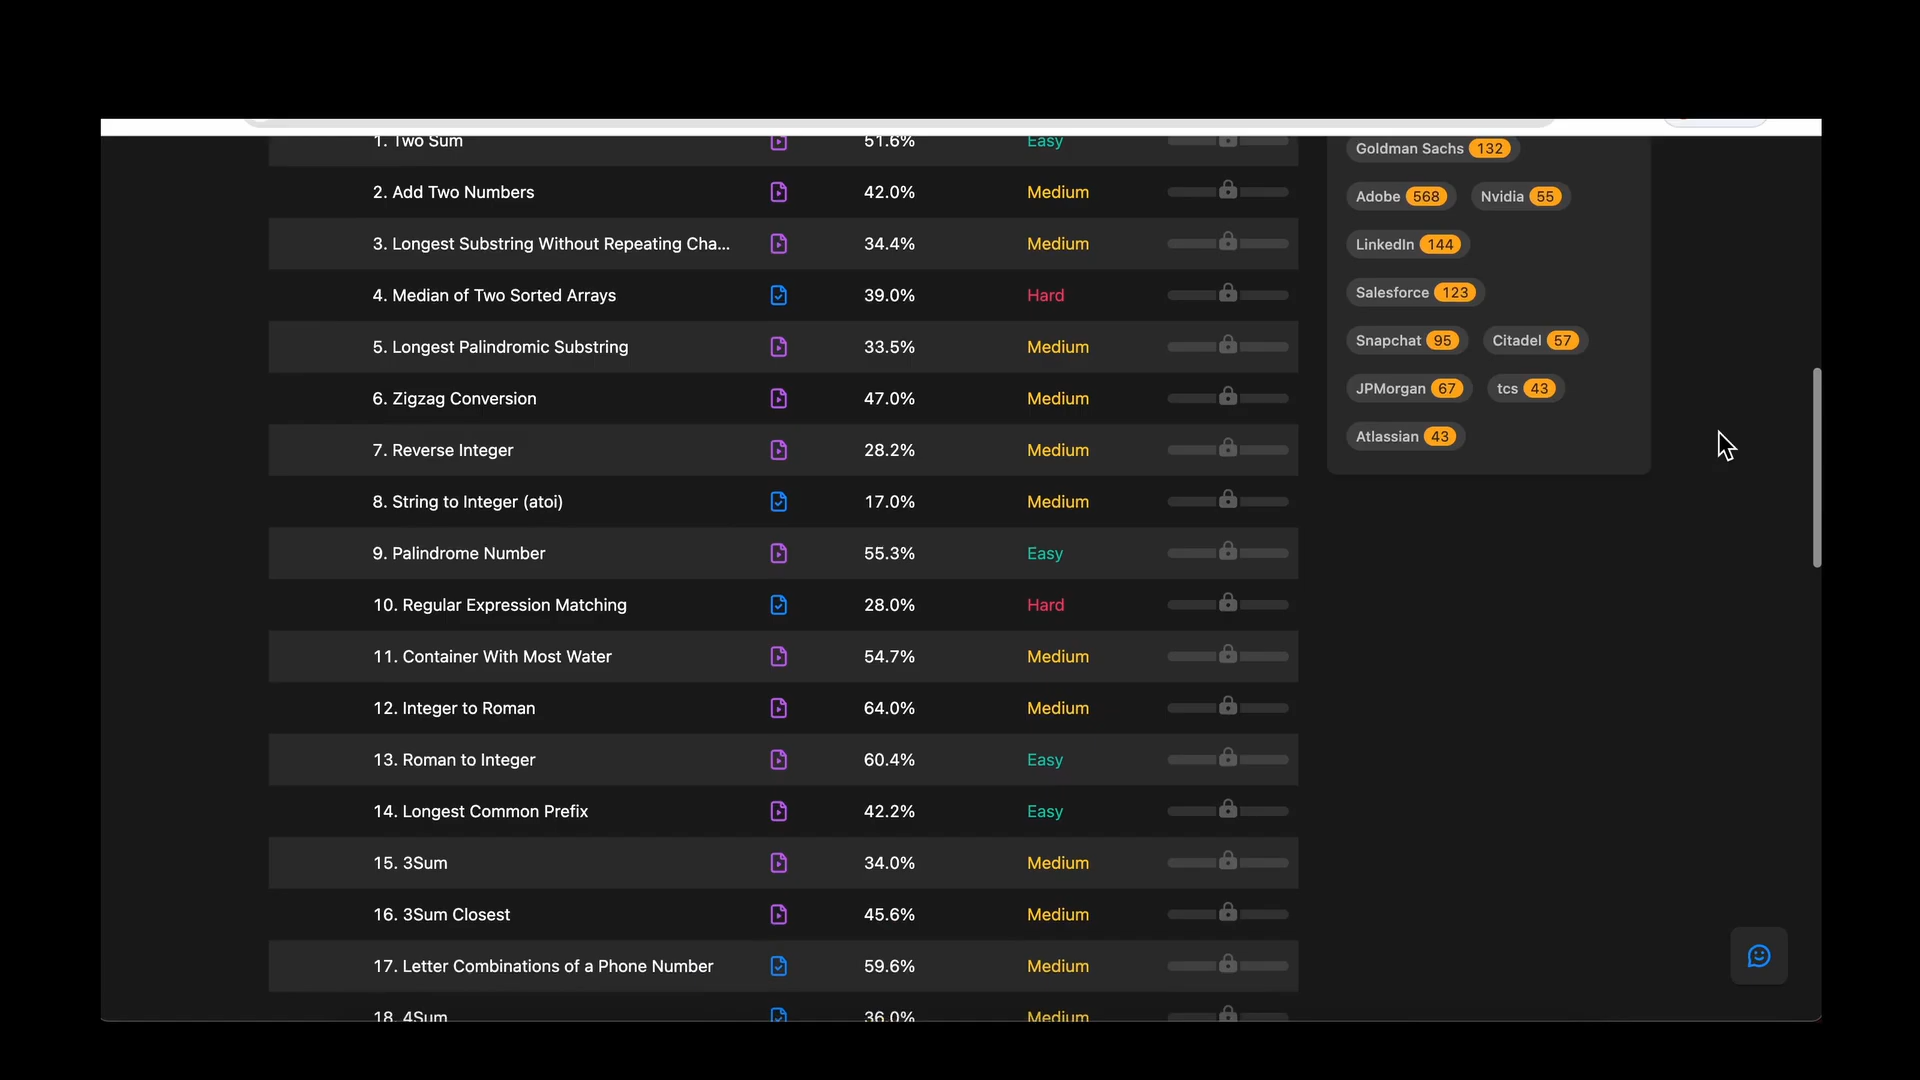 1. Two Sum 51.6% Easy
2. Add Two Numbers 42.0% Medium
3. Longest Substring Without Repeating Cha... 34.4% Medium
4. Median of Two Sorted Arrays 39.0% Hard
5. Longest Palindromic Substring 33.5% Medium
6. Zigzag Conversion 47.0% Medium
7. Reverse Integer 28.2% Medium
8. String to Integer (atoi) 17.0% Medium
9. Palindrome Number 55.3% Easy
10. Regular Expression Matching 28.0% Hard
11. Container With Most Water 54.7% Medium
12. Integer to Roman 64.0% Medium
13. Roman to Integer 60.4% Easy
14. Longest Common Prefix 42.2% Easy
15. 3Sum 34.0% Medium
16. 3Sum Closest 45.6% Medium
17. Letter Combinations of a Phone Number 59.6% Medium
18. 4Sum 36.0% Medium
Goldman Sachs 132
Adobe 568 Nvidia 55
LinkedIn 144
Salesforce 123
Snapchat 95 Citadel 57
JPMorgan 67 tcs 43
Atlassian 43